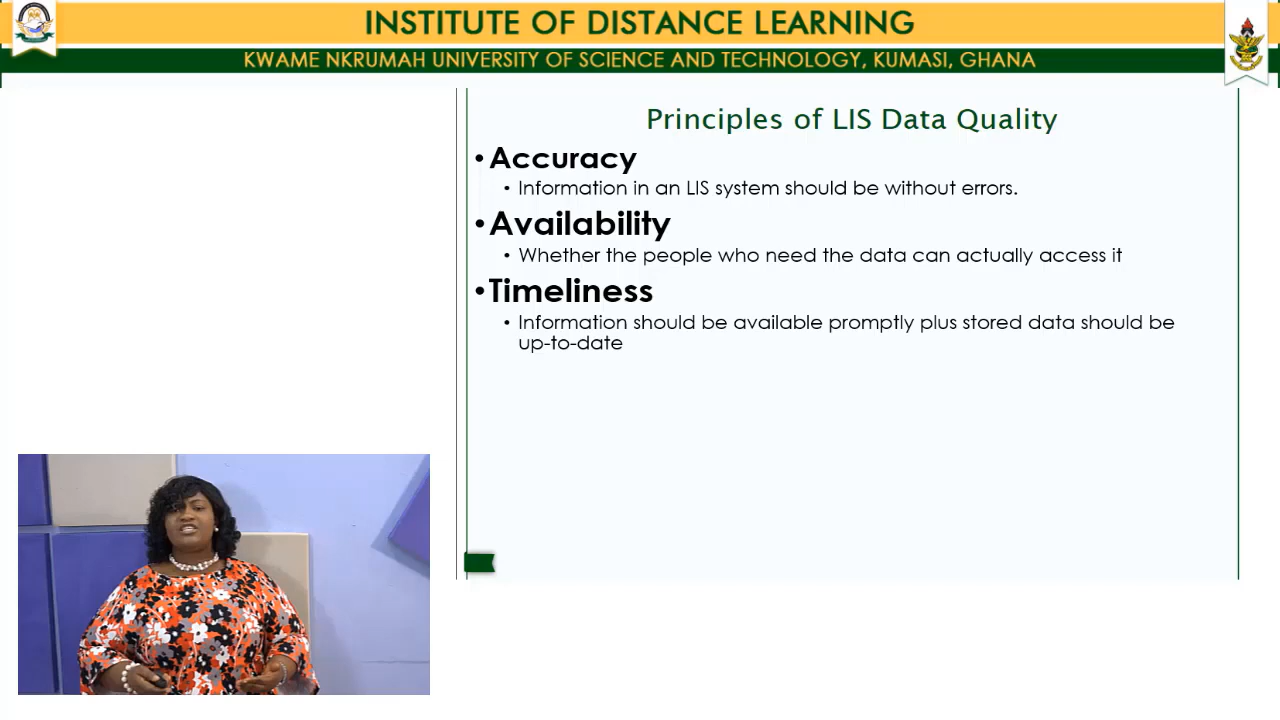 INSTITUTE OF DISTANCE LEARNING
KWAME NKRUMAH UNIVERSITY OF SCIENCE AND TECHNOLOGY, KUMASI, GHANA
Principles of LIS Data Quality
• Accuracy
• Information in an LIS system should be without errors.
• Availability
• Whether the people who need the data can actually access it
• Timeliness
• Information should be available promptly plus stored data should be
up-to-date